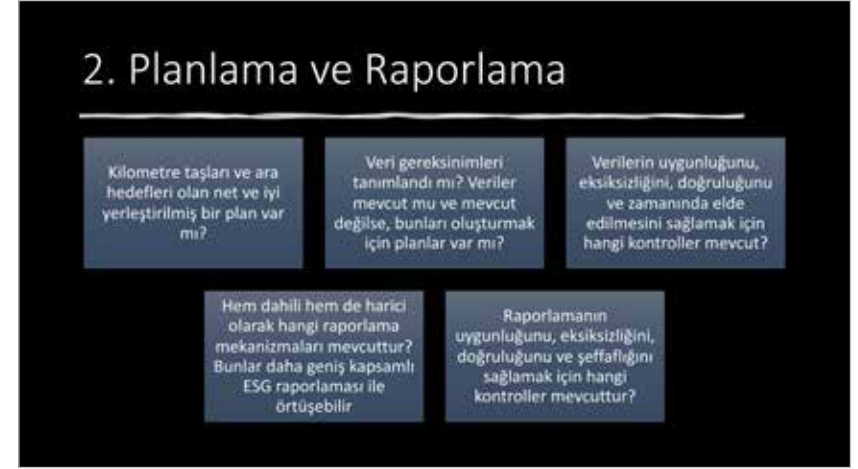 2. Planlama ve Raporlama
Kilometre taşları ve ara
hedefleri olan net ve iyi
yerleştirilmiş bir plan var
mı?
Veri gereksinimleri
tanımlandı mı? Veriler
mevcut mu ve mevcut
değilse, bunları oluşturmak
için planlar var mı?
Verilerin uygunluğunu,
eksiksizliğini, doğruluğunu
ve zamanında elde
edilmesini sağlamak için
hangi kontroller mevcut?
Hem dahili hem de harici
olarak hangi raporlama
mekanizmaları mevcuttur?
Bunlar daha geniş kapsamlı
ESG raporlaması ile
örtüşebilir
Raporlamanın
uygunluğunu, eksiksizliğini,
doğruluğunu ve şeffaflığını
sağlamak için hangi
kontroller mevcuttur?